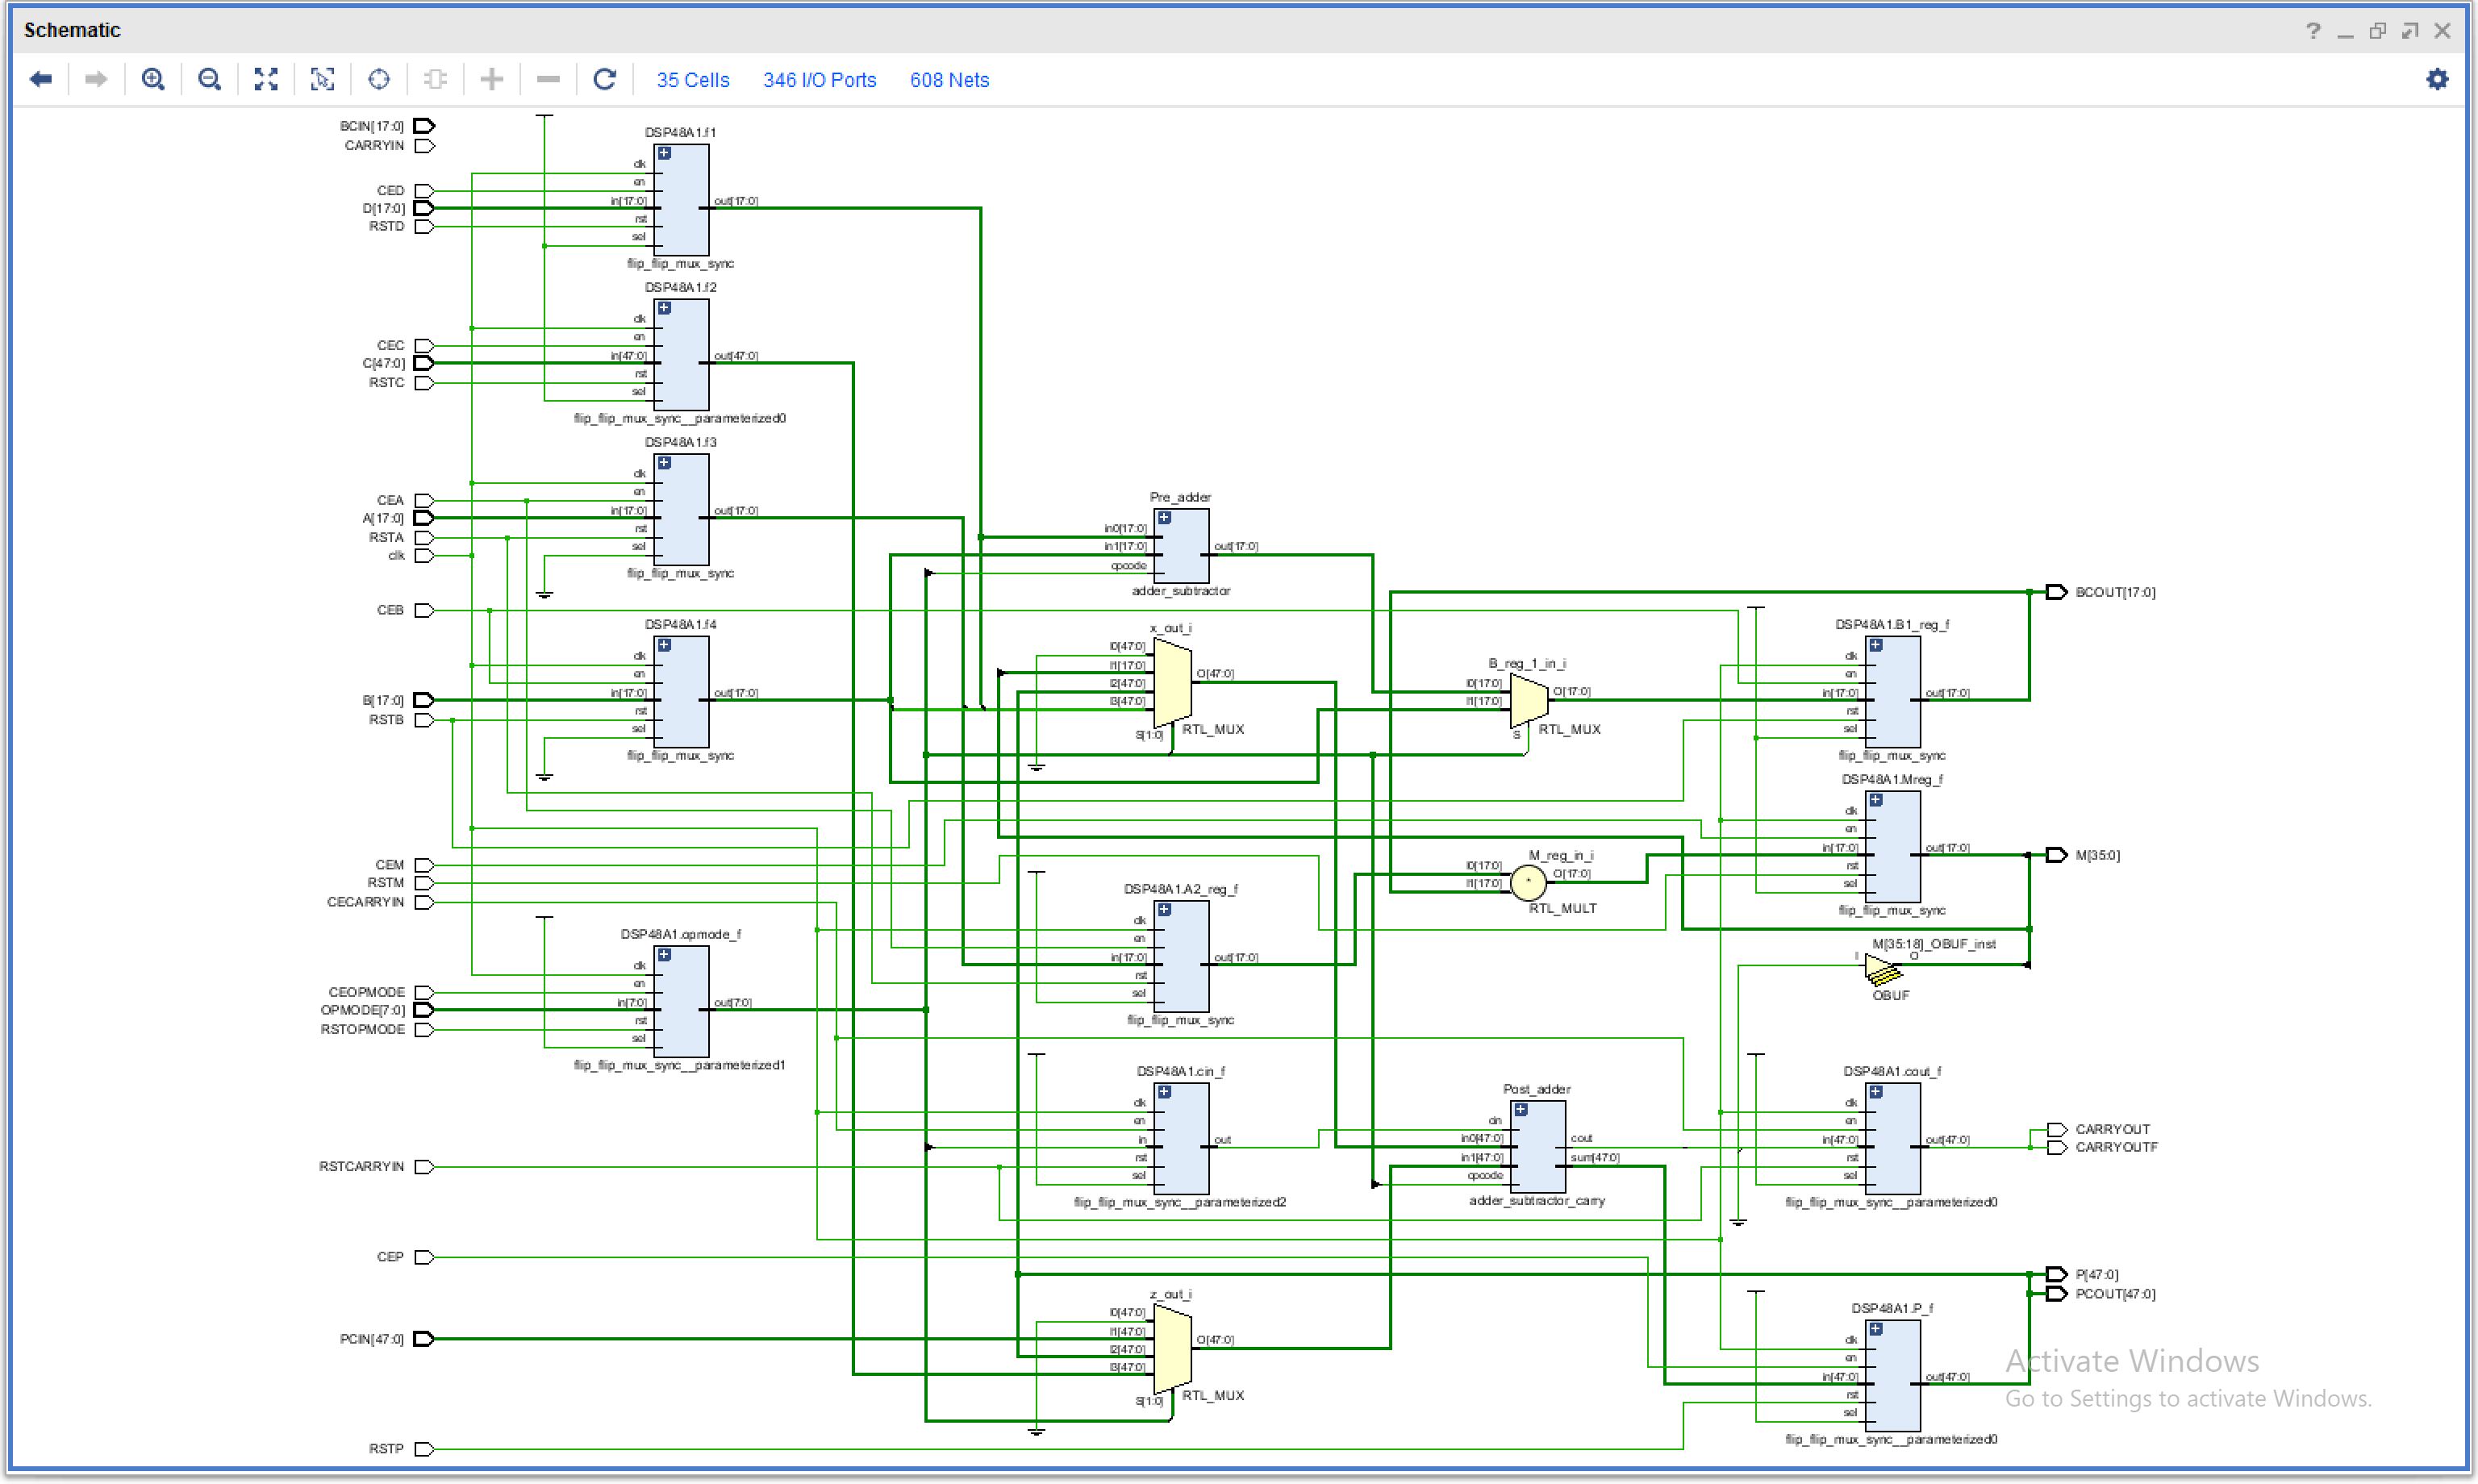 Schematic
35 Cells 346 I/O Ports 608 Nets
BCIN[17:0]
CARRYIN
CED
D[17:0]
RSTD
DSP48A1.f1
clk
en
in[17:0] out[17:0]
rst
sel
flip_flip_mux_sync
CEC
C[47:0]
RSTC
DSP48A1.f2
clk
en
in[47:0] out[47:0]
rst
sel
flip_flip_mux_sync__parameterized0
CEA
A[17:0]
RSTA
clk
DSP48A1.f3
clk
en
in[17:0] out[17:0]
rst
sel
flip_flip_mux_sync
CEB
B[17:0]
RSTB
DSP48A1.f4
clk
en
in[17:0] out[17:0]
rst
sel
flip_flip_mux_sync
CEM
RSTM
CECARRYIN
CEOPMODE
OPMODE[7:0]
RSTOPMODE
DSP48A1.opmode_f
clk
en
in[7:0] out[7:0]
rst
sel
flip_flip_mux_sync__parameterized1
RSTCARRYIN
CEP
PCIN[47:0]
RSTP
Pre_adder
in0[17:0]
in1[17:0] out[17:0]
opcode
adder_subtractor
x_out_i
I0[47:0]
I1[17:0]
I2[47:0] O[47:0]
I3[47:0]
S[1:0] RTL_MUX
B_reg_1_in_i
I0[17:0] O[17:0]
I1[17:0]
S RTL_MUX
M_reg_in_i
I0[17:0] O[17:0]
I1[17:0]
*
RTL_MULT
DSP48A1.A2_reg_f
clk
en
in[17:0] out[17:0]
rst
sel
flip_flip_mux_sync
DSP48A1.cin_f
clk
en
in out
rst
sel
flip_flip_mux_sync__parameterized2
Post_adder
cin
in0[47:0] cout
in1[47:0] sum[47:0]
opcode
adder_subtractor_carry
z_out_i
I0[47:0]
I1[47:0] O[47:0]
I2[47:0]
I3[47:0]
S[1:0] RTL_MUX
DSP48A1.B1_reg_f
clk
en
in[17:0] out[17:0]
rst
sel
flip_flip_mux_sync
DSP48A1.Mreg_f
clk
en
in[17:0] out[17:0]
rst
sel
flip_flip_mux_sync
M[35:18]_OBUF_inst
I O
OBUF
DSP48A1.cout_f
clk
en
in[47:0] out[47:0]
rst
sel
flip_flip_mux_sync__parameterized0
DSP48A1.P_f
clk
en
in[47:0] out[47:0]
rst
sel
flip_flip_mux_sync__parameterized0
BCOUT[17:0]
M[35:0]
CARRYOUT
CARRYOUTF
P[47:0]
PCOUT[47:0]
Activate Windows
Go to Settings to activate Windows.